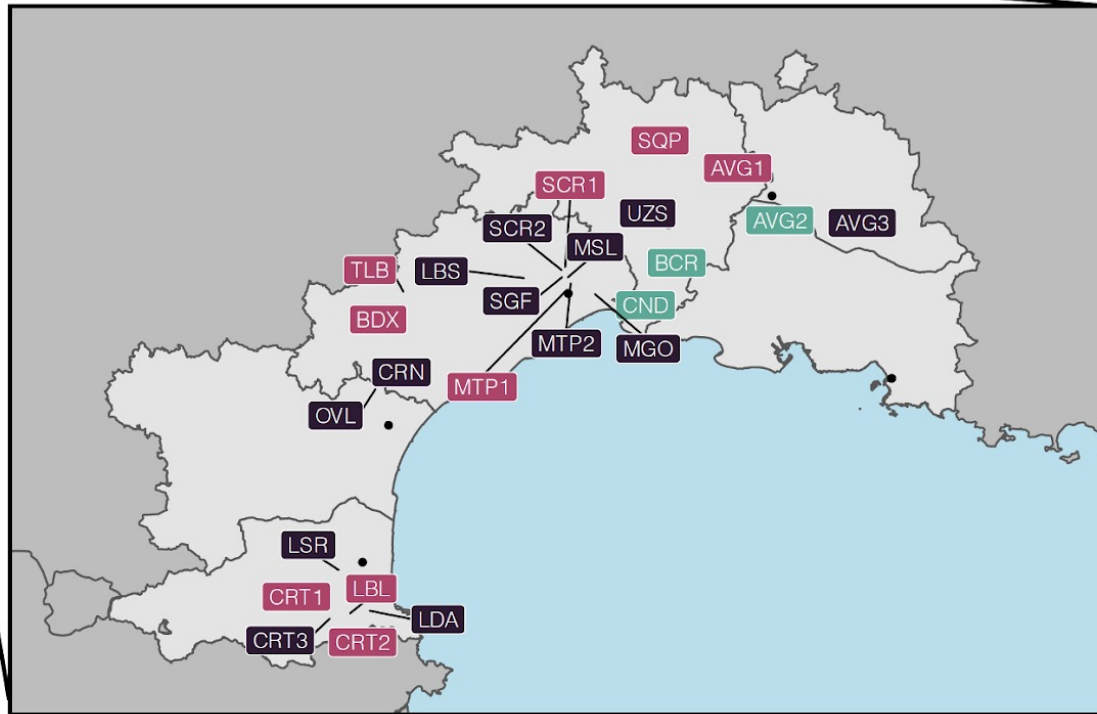 SQP
AVG1
SCR1
UZS
AVG2
AVG3
SCR2
MSL
BCR
TLB
LBS
SGF
CND
BDX
MTP2
MGO
CRN
MTP1
OVL
LSR
LBL
CRT1
LDA
CRT3
CRT2